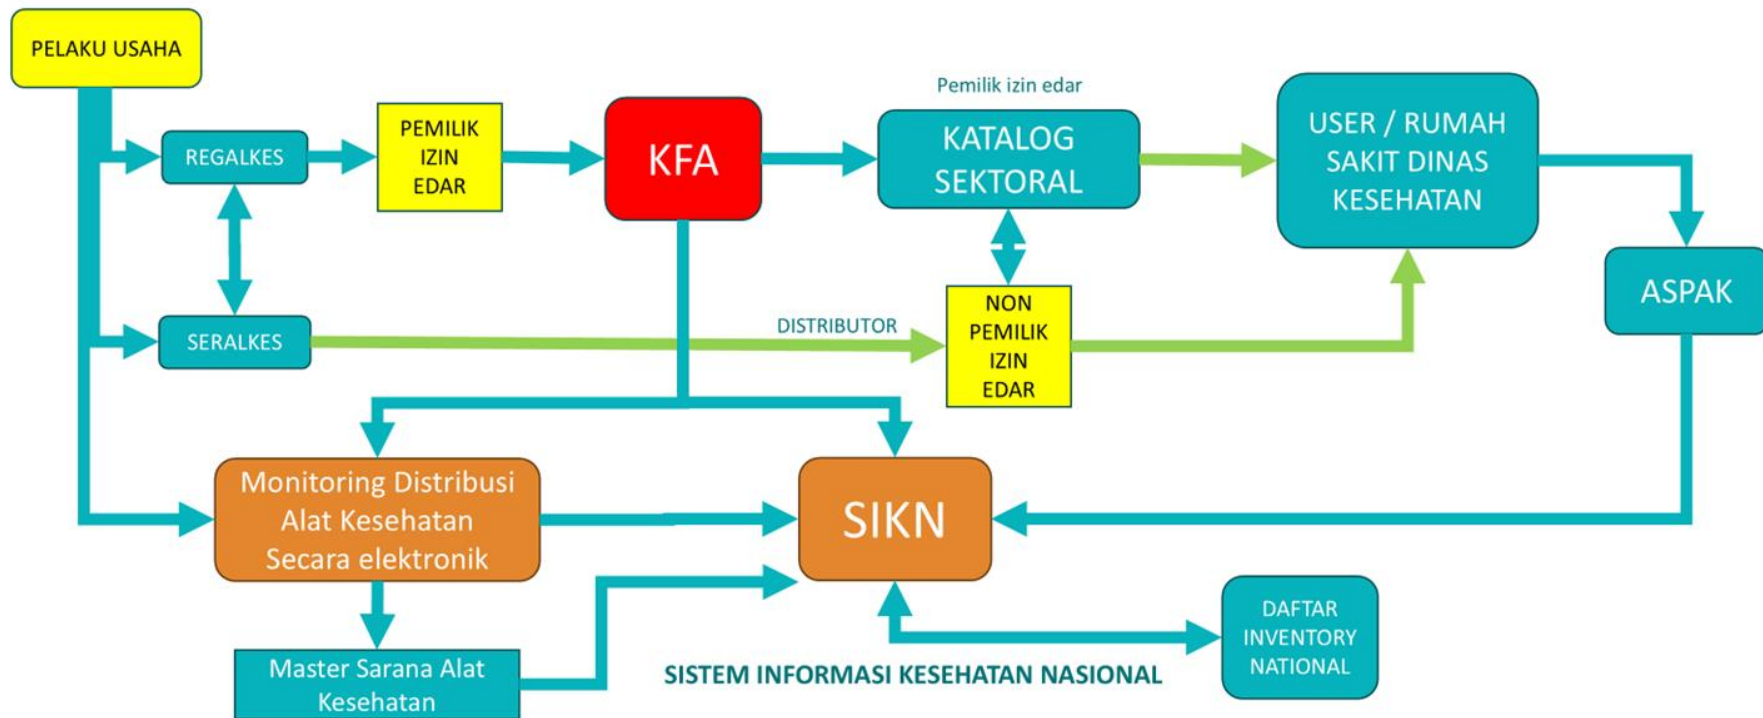 PELAKU USAHA
REGALKES
PEMILIK
IZIN
EDAR
KFA
Pemilik izin edar
KATALOG
SEKTORAL
USER / RUMAH
SAKIT DINAS
KESEHATAN
ASPAK
SERALKES
DISTRIBUTOR
NON
PEMILIK
IZIN
EDAR
Monitoring Distribusi
Alat Kesehatan
Secara elektronik
SIKN
Master Sarana Alat
Kesehatan
SISTEM INFORMASI KESEHATAN NASIONAL
DAFTAR
INVENTORY
NATIONAL